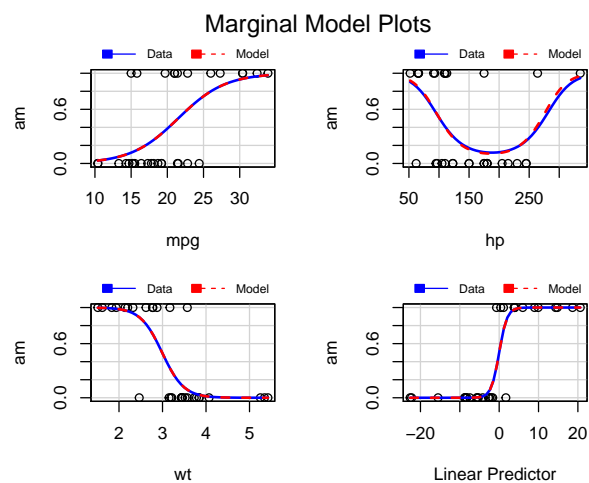 Marginal Model Plots
Data Model
am
0.0 0.6
10 15 20 25 30
mpg
Data Model
am
0.0 0.6
50 150 250
hp
Data Model
am
0.0 0.6
2 3 4 5
wt
Data Model
am
0.0 0.6
−20 0 10 20
Linear Predictor